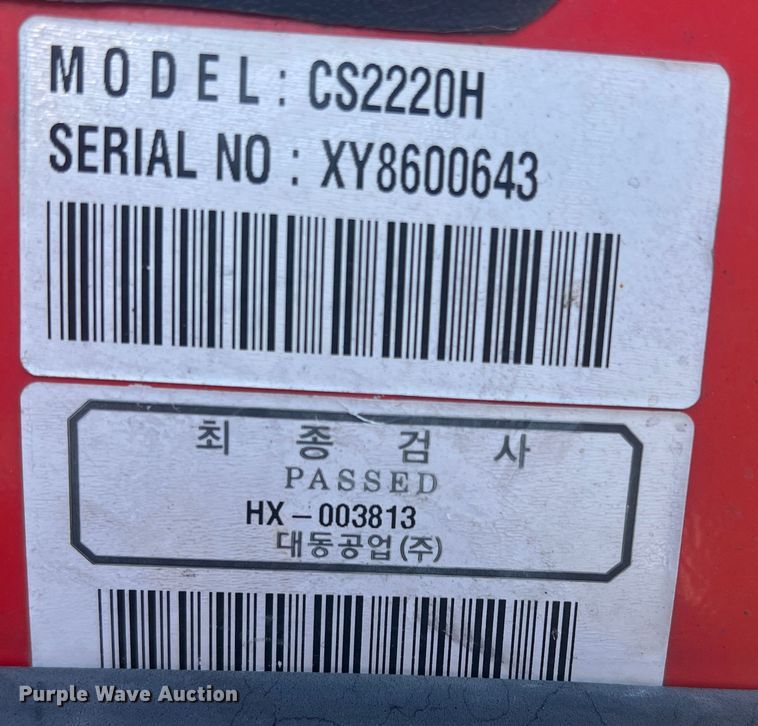 MODEL: CS2220H
SERIAL NO : XY8600643
최 종 검 사
PASSED
HX – 003813
대동공업 (주)
Purple Wave Auction